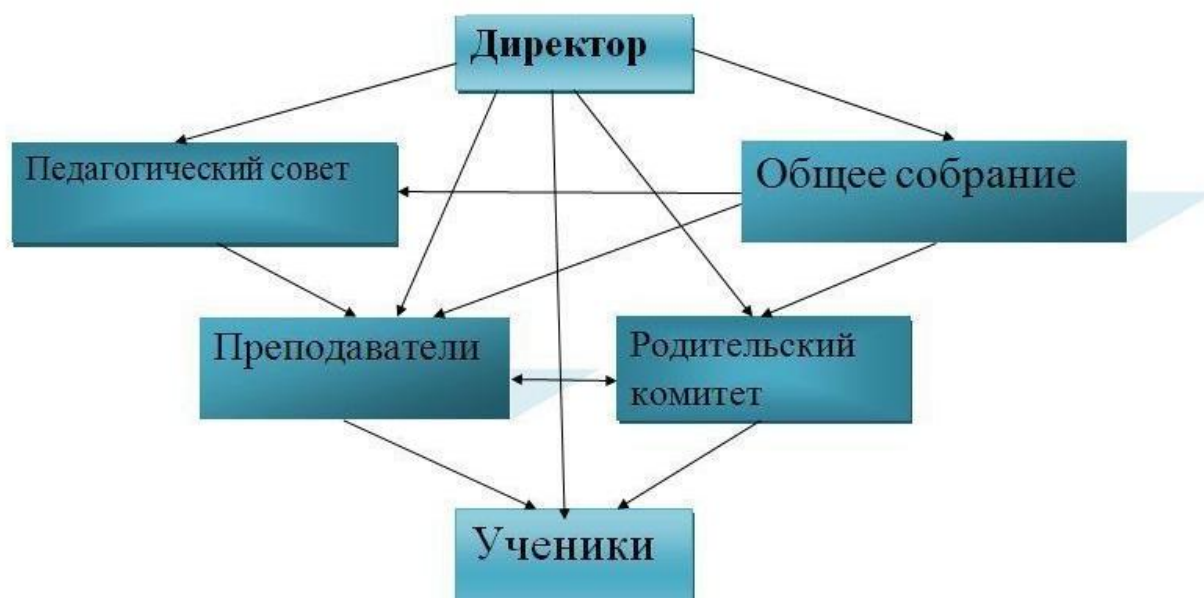 Директор
Педагогический совет
Общее собрание
Преподаватели
Родительский
комитет
Ученики